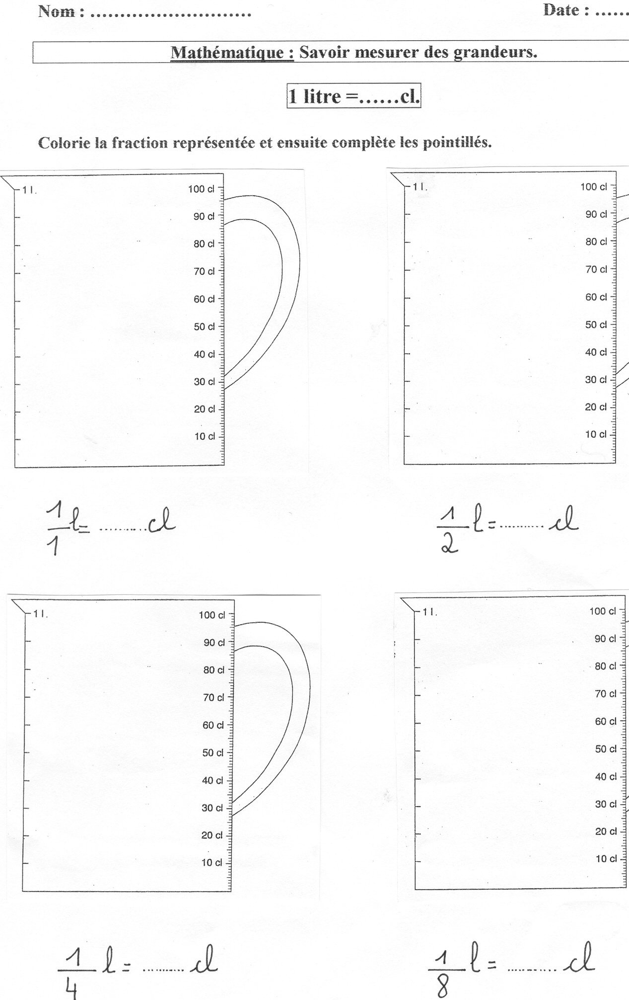 Nom : ...........................
Date : ......
Mathématique : Savoir mesurer des grandeurs.
1 litre =......cl.
Colorie la fraction représentée et ensuite complète les pointillés.
1 l.
100 cl
90 cl
80 cl
70 cl
60 cl
50 cl
40 cl
30 cl
20 cl
10 cl
1 l.
100 cl
90 cl
80 cl
70 cl
60 cl
50 cl
40 cl
30 cl
20 cl
10 cl
1/1 l = .......... cl
1/2 l = .......... cl
1 l.
100 cl
90 cl
80 cl
70 cl
60 cl
50 cl
40 cl
30 cl
20 cl
10 cl
1 l.
100 cl
90 cl
80 cl
70 cl
60 cl
50 cl
40 cl
30 cl
20 cl
10 cl
1/4 l = .......... cl
1/8 l = .......... cl